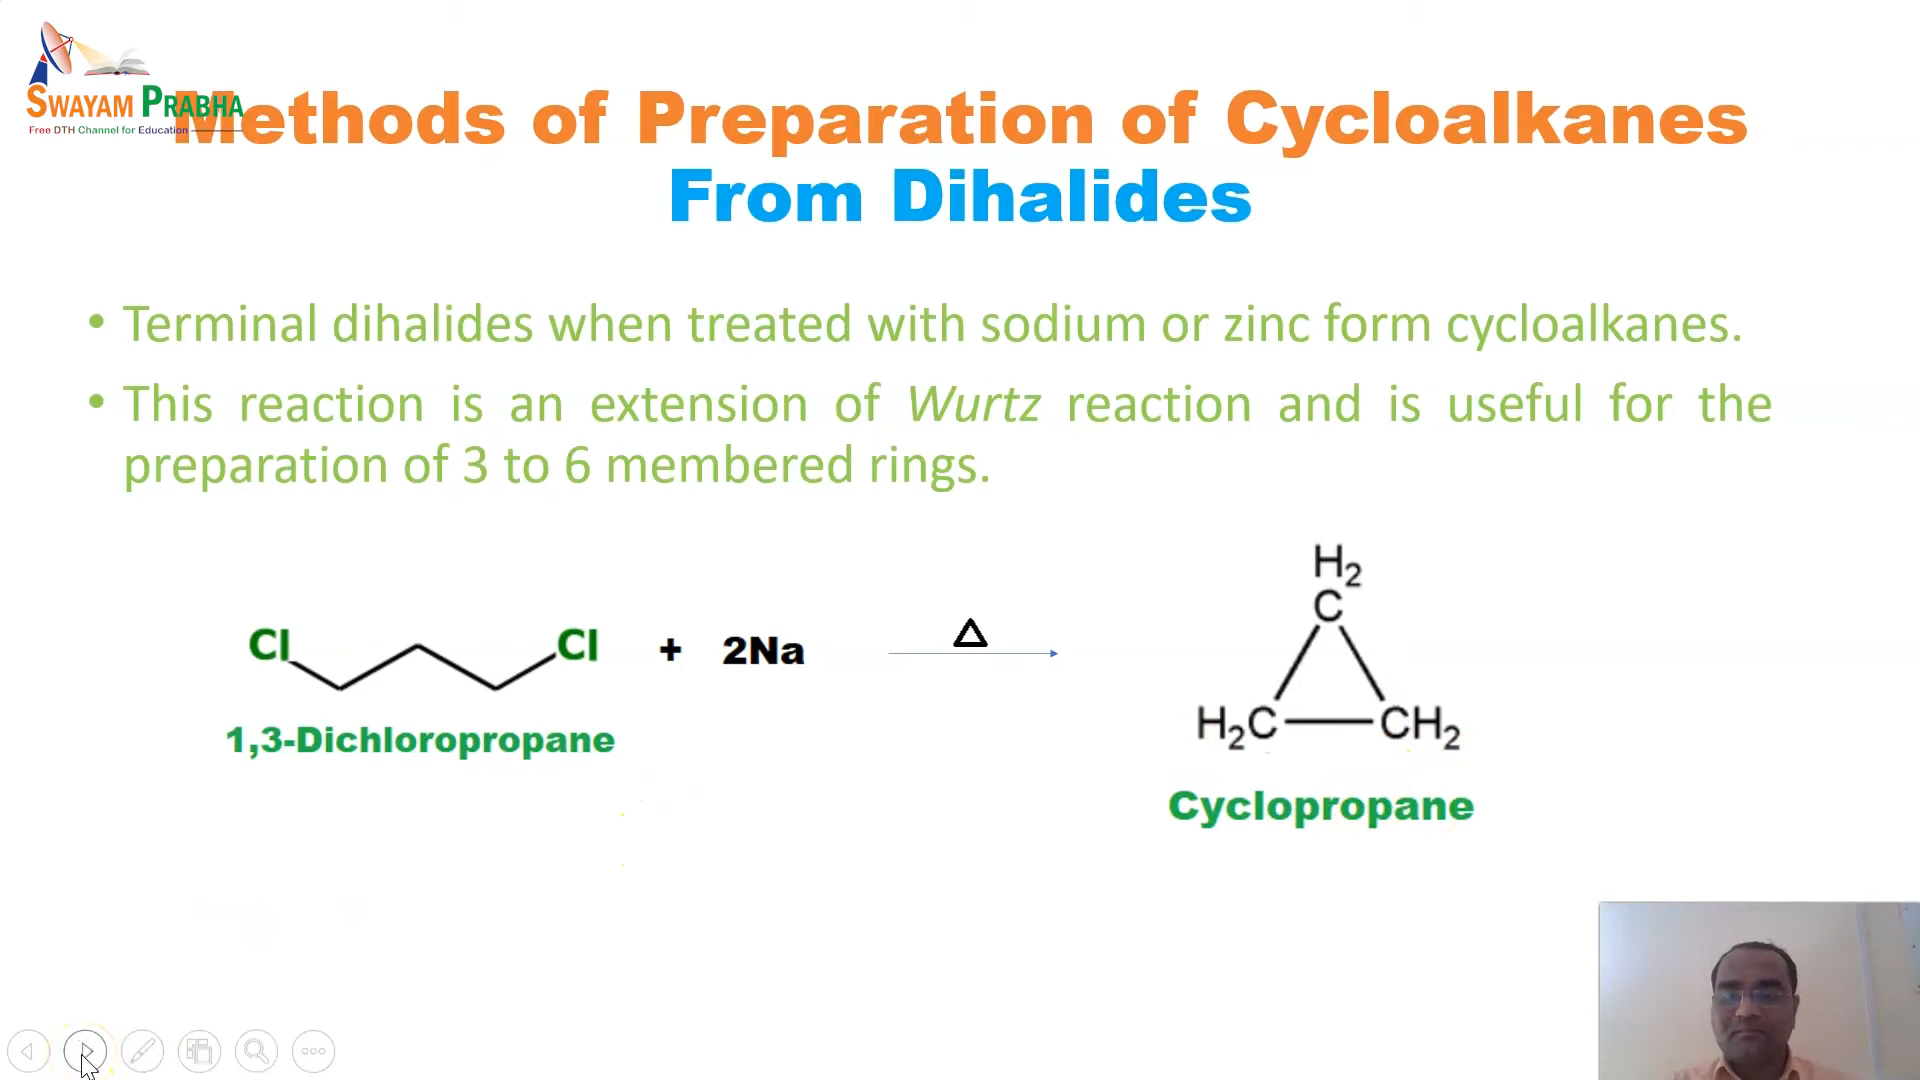 SWAYAM PRABHA
Free DTH Channel for Education
Methods of Preparation of Cycloalkanes
From Dihalides
• Terminal dihalides when treated with sodium or zinc form cycloalkanes.
• This reaction is an extension of Wurtz reaction and is useful for the
preparation of 3 to 6 membered rings.
H2
C
Cl Cl + 2Na Δ
H2C CH2
1,3-Dichloropropane
Cyclopropane